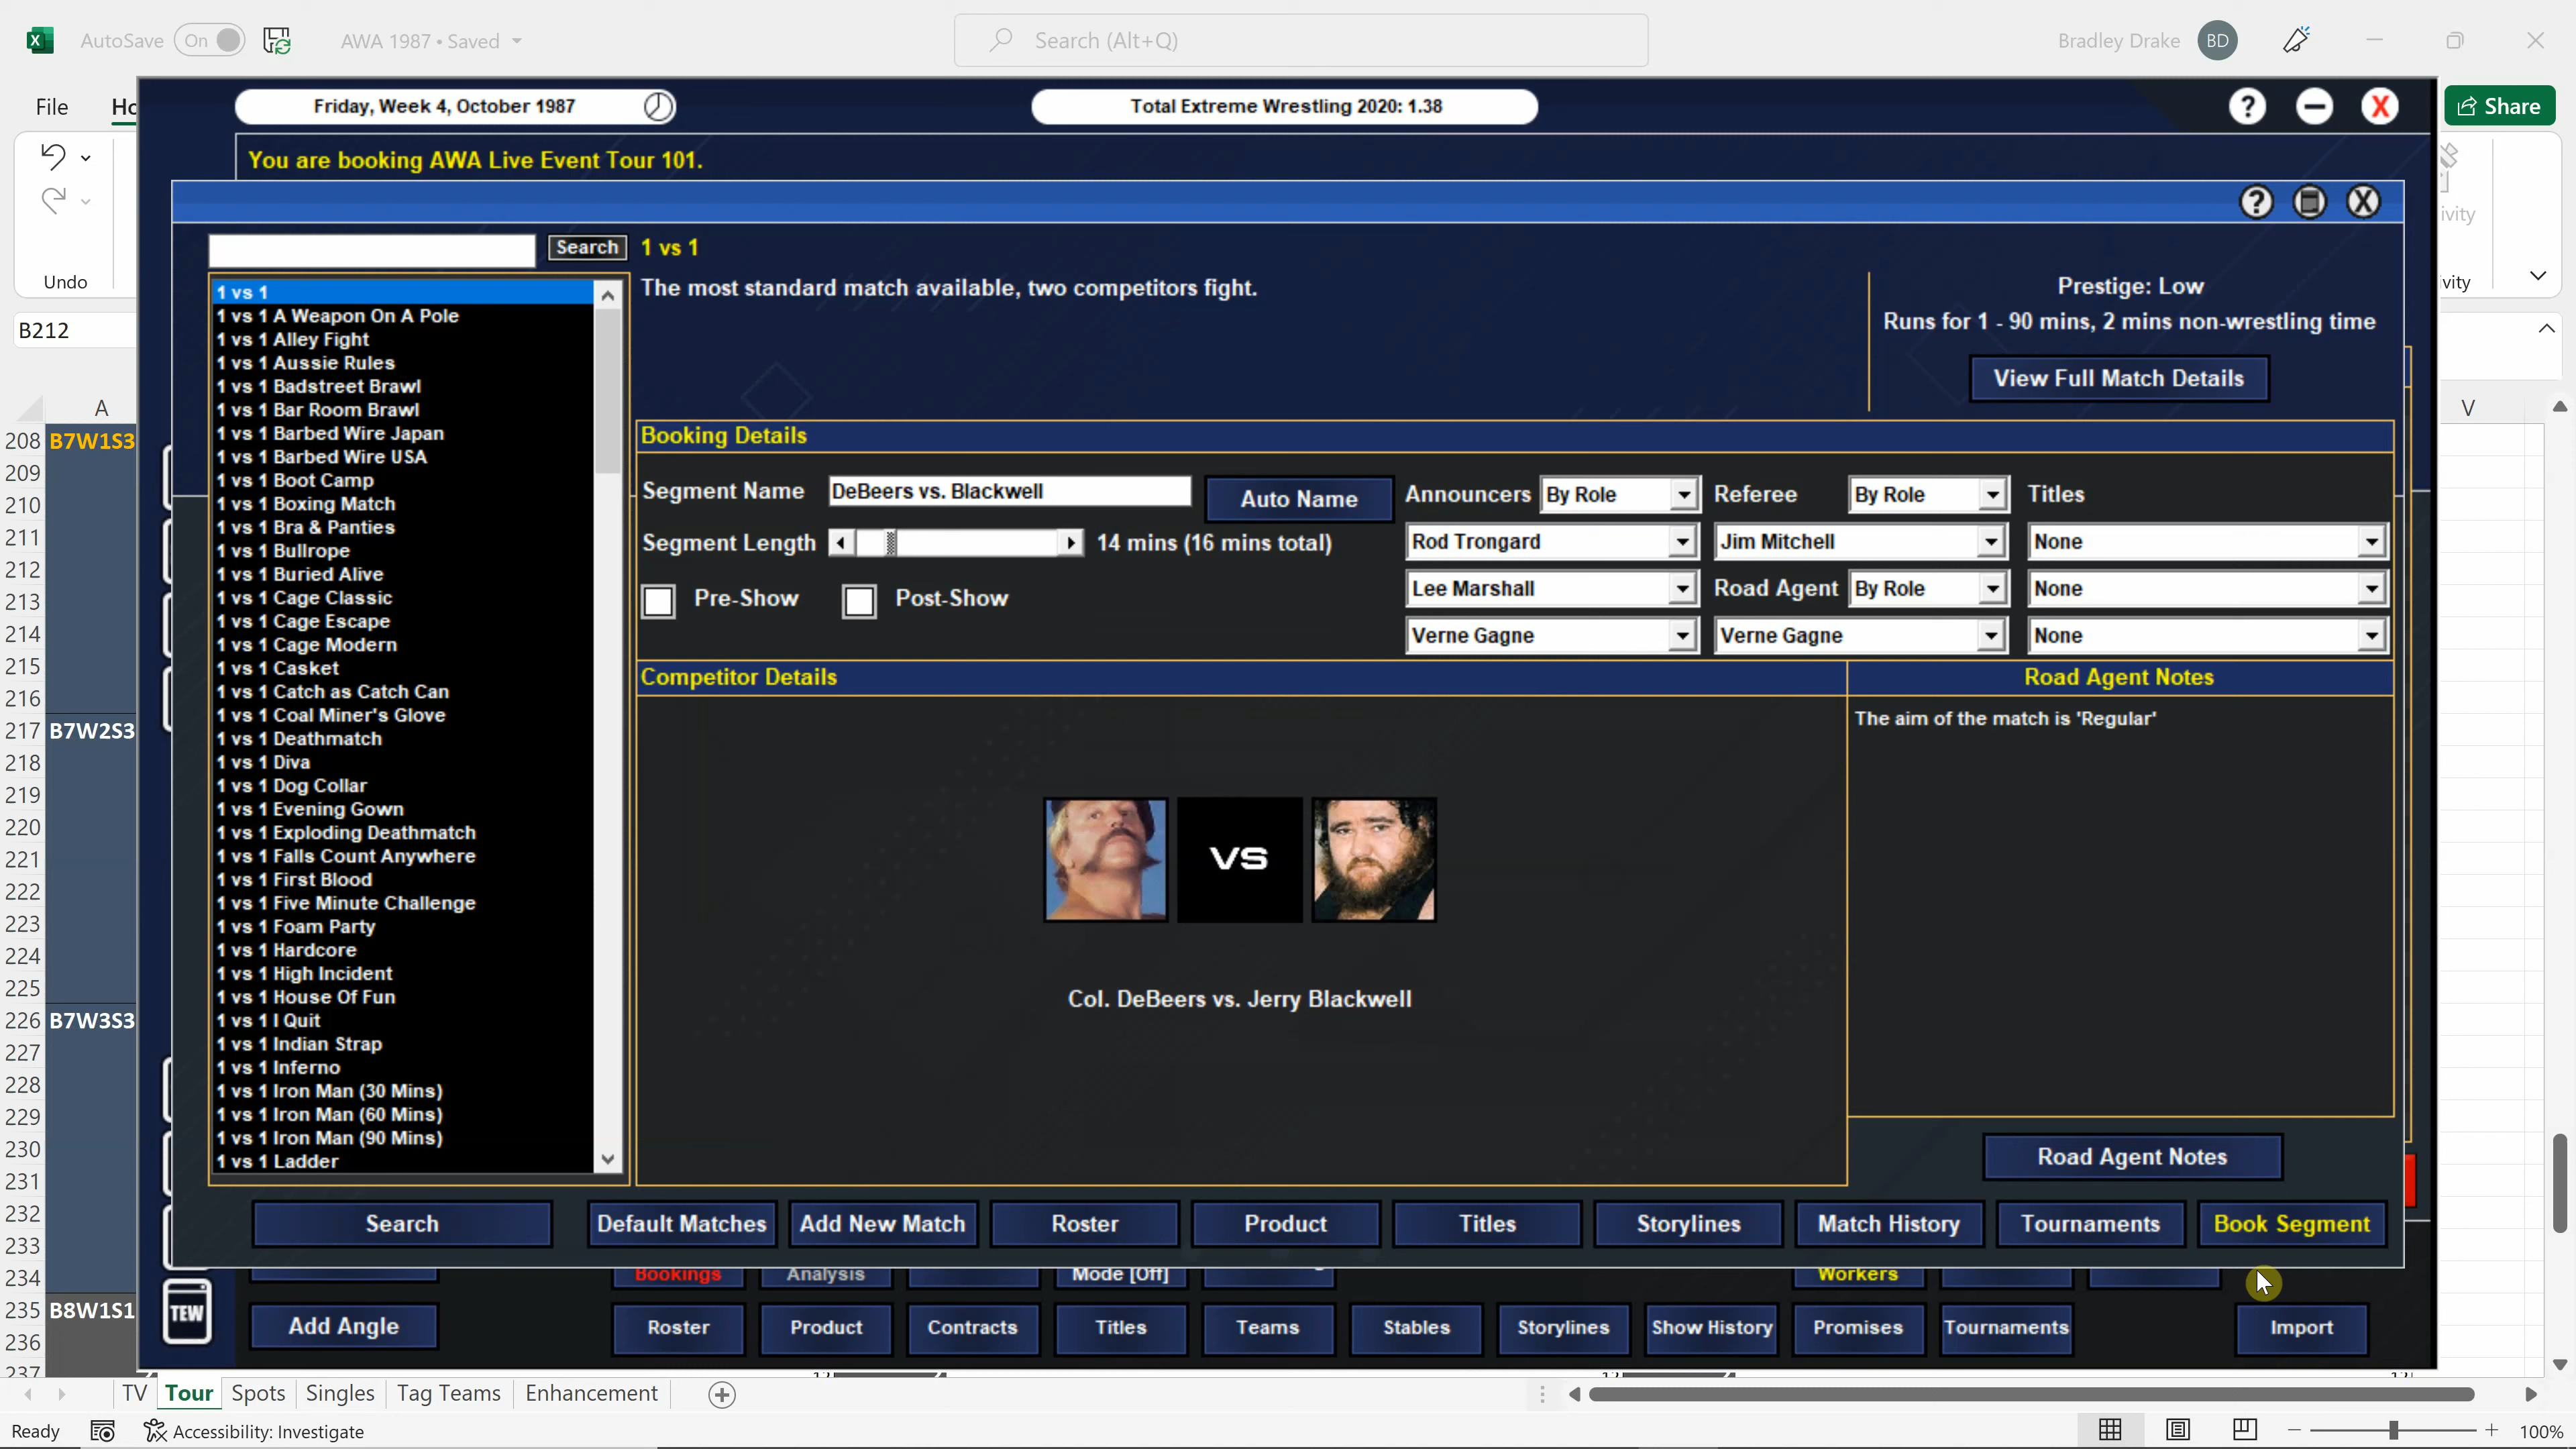 AutoSave On AWA 1987 • Saved Search (Alt+Q) Bradley Drake BD
File
Share
Undo
B212
Friday, Week 4, October 1987
Total Extreme Wrestling 2020: 1.38
? X
You are booking AWA Live Event Tour 101.
? X
Search
1 vs 1
The most standard match available, two competitors fight.
Prestige: Low
Runs for 1 - 90 mins, 2 mins non-wrestling time
View Full Match Details
1 vs 1
1 vs 1 A Weapon On A Pole
1 vs 1 Alley Fight
1 vs 1 Aussie Rules
1 vs 1 Badstreet Brawl
1 vs 1 Bar Room Brawl
1 vs 1 Barbed Wire Japan
1 vs 1 Barbed Wire USA
1 vs 1 Boot Camp
1 vs 1 Boxing Match
1 vs 1 Bra & Panties
1 vs 1 Bullrope
1 vs 1 Buried Alive
1 vs 1 Cage Classic
1 vs 1 Cage Escape
1 vs 1 Cage Modern
1 vs 1 Casket
1 vs 1 Catch as Catch Can
1 vs 1 Coal Miner's Glove
1 vs 1 Deathmatch
1 vs 1 Diva
1 vs 1 Dog Collar
1 vs 1 Evening Gown
1 vs 1 Exploding Deathmatch
1 vs 1 Falls Count Anywhere
1 vs 1 First Blood
1 vs 1 Five Minute Challenge
1 vs 1 Foam Party
1 vs 1 Hardcore
1 vs 1 High Incident
1 vs 1 House Of Fun
1 vs 1 I Quit
1 vs 1 Indian Strap
1 vs 1 Inferno
1 vs 1 Iron Man (30 Mins)
1 vs 1 Iron Man (60 Mins)
1 vs 1 Iron Man (90 Mins)
1 vs 1 Ladder
Booking Details
Segment Name DeBeers vs. Blackwell Auto Name
Segment Length 14 mins (16 mins total)
Pre-Show Post-Show
Announcers By Role
Rod Trongard
Lee Marshall
Verne Gagne
Referee By Role
Jim Mitchell
Road Agent By Role
Verne Gagne
Titles
None
None
None
Competitor Details
VS
Col. DeBeers vs. Jerry Blackwell
Road Agent Notes
The aim of the match is 'Regular'
Road Agent Notes
Search Default Matches Add New Match Roster Product Titles Storylines Match History Tournaments Book Segment
Bookings Analysis Mode [Off] Workers
TEW Add Angle Roster Product Contracts Titles Teams Stables Storylines Show History Promises Tournaments Import
A
V
208 B7W1S3
209
210
211
212
213
214
215
216
217 B7W2S3
218
219
220
221
222
223
224
225
226 B7W3S3
227
228
229
230
231
232
233
234
235 B8W1S1
236
237
TV Tour Spots Singles Tag Teams Enhancement
Ready Accessibility: Investigate 100%